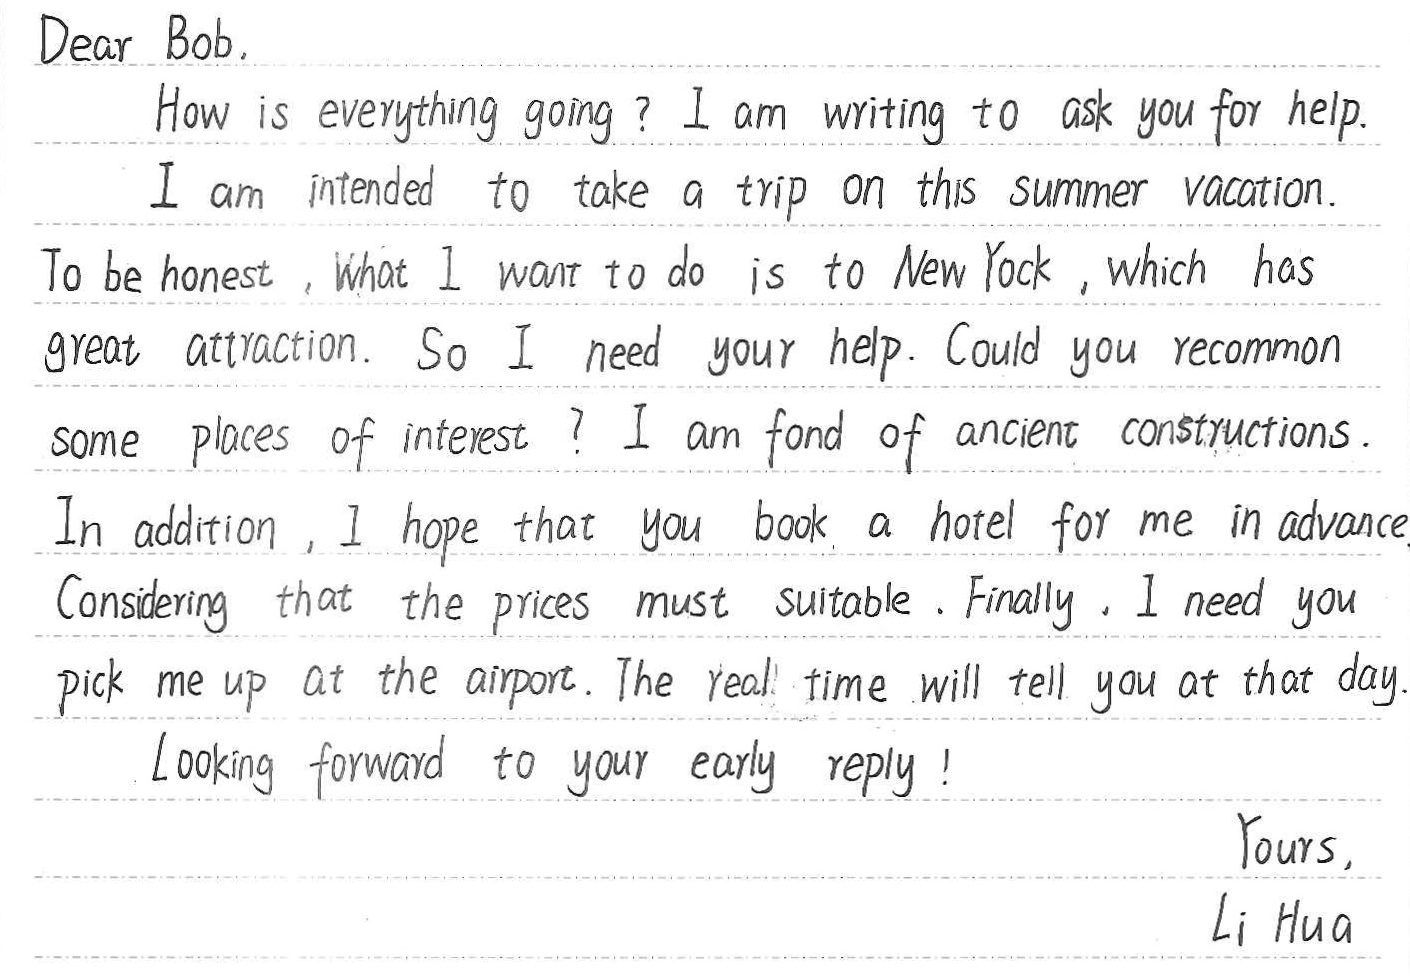 Dear Bob.
How is everything going? I am writing to ask you for help.
I am intended to take a trip on this summer vacation.
To be honest, What I want to do is to New Yock, which has
great attraction. So I need your help. Could you recommon
some places of interest? I am fond of ancient constructions.
In addition, I hope that you book a hotel for me in advance,
Considering that the prices must suitable. Finally. I need you
pick me up at the airport. The real time will tell you at that day.
Looking forward to your early reply!
Yours,
Li Hua